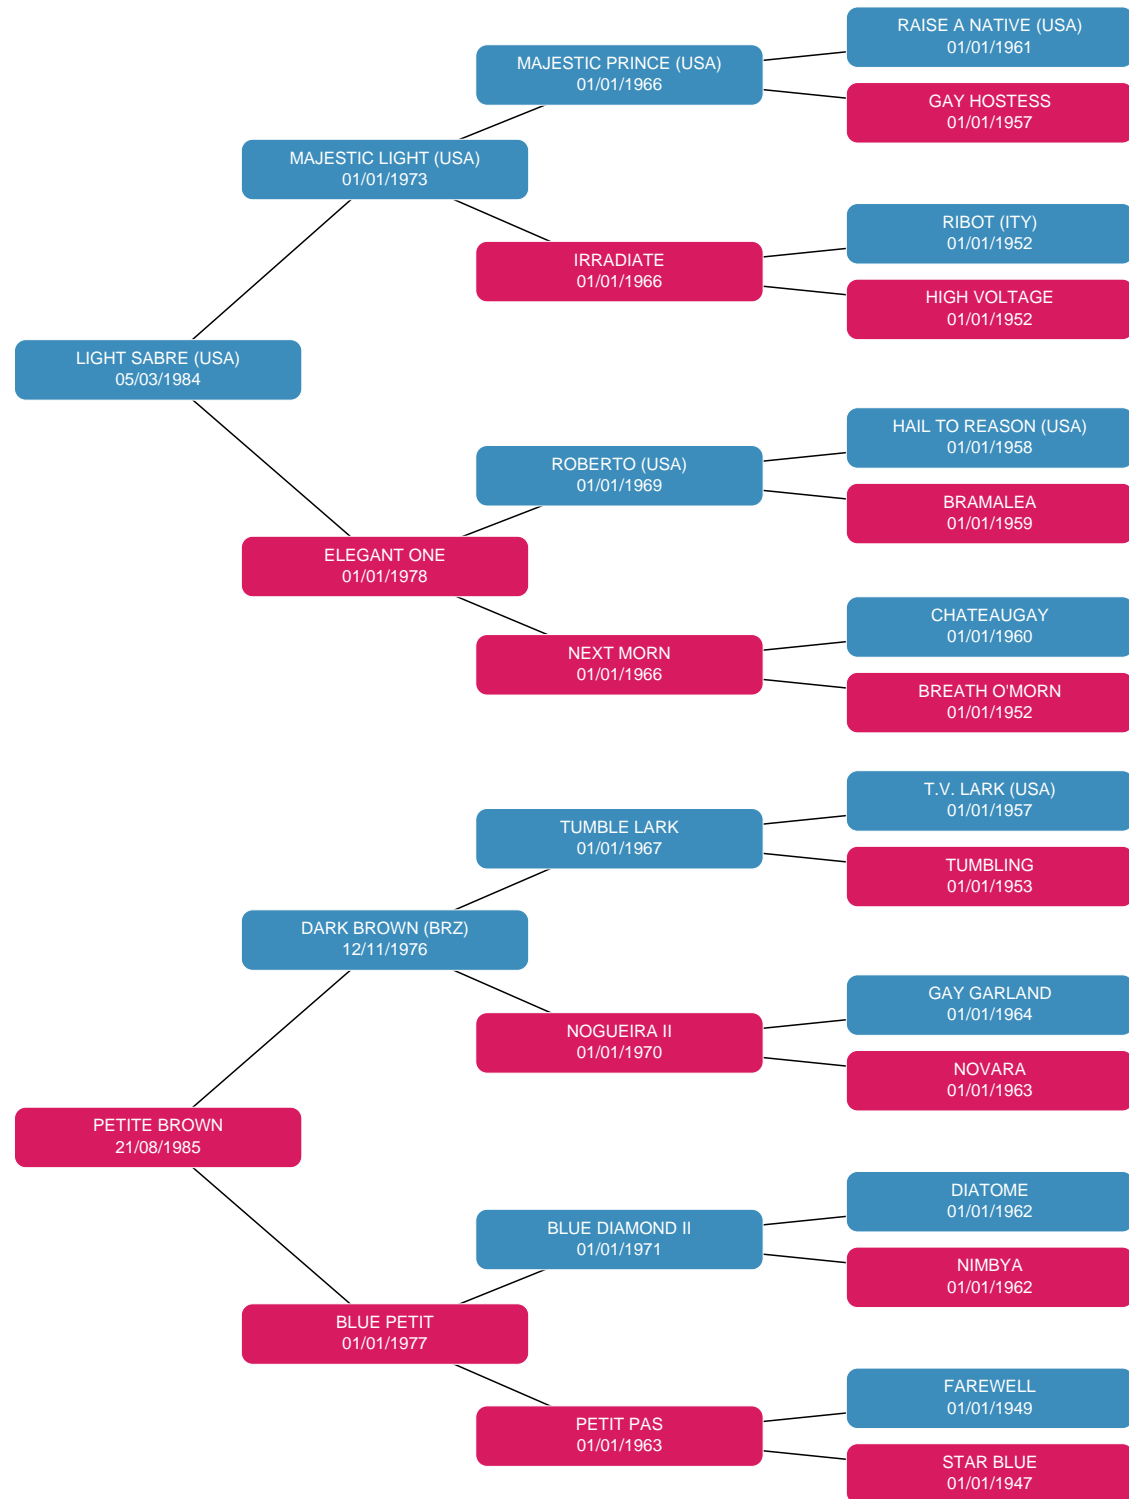 RAISE A NATIVE (USA)
01/01/1961
MAJESTIC PRINCE (USA)
01/01/1966
GAY HOSTESS
01/01/1957
MAJESTIC LIGHT (USA)
01/01/1973
RIBOT (ITY)
01/01/1952
IRRADIATE
01/01/1966
HIGH VOLTAGE
01/01/1952
LIGHT SABRE (USA)
05/03/1984
HAIL TO REASON (USA)
01/01/1958
ROBERTO (USA)
01/01/1969
BRAMALEA
01/01/1959
ELEGANT ONE
01/01/1978
CHATEAUGAY
01/01/1960
NEXT MORN
01/01/1966
BREATH O'MORN
01/01/1952
T.V. LARK (USA)
01/01/1957
TUMBLE LARK
01/01/1967
TUMBLING
01/01/1953
DARK BROWN (BRZ)
12/11/1976
GAY GARLAND
01/01/1964
NOGUEIRA II
01/01/1970
NOVARA
01/01/1963
PETITE BROWN
21/08/1985
DIATOME
01/01/1962
BLUE DIAMOND II
01/01/1971
NIMBYA
01/01/1962
BLUE PETIT
01/01/1977
FAREWELL
01/01/1949
PETIT PAS
01/01/1963
STAR BLUE
01/01/1947